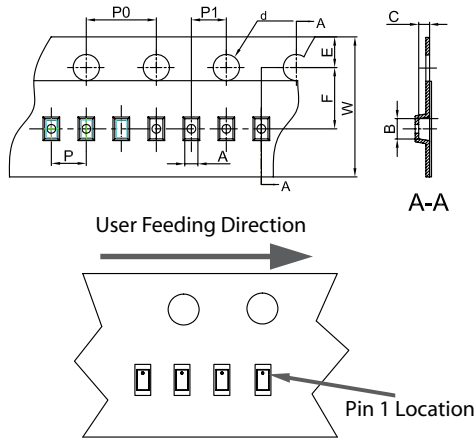 P0
P1
d
A
C
E
F
W
B
P
A
A
A-A
User Feeding Direction
Pin 1 Location